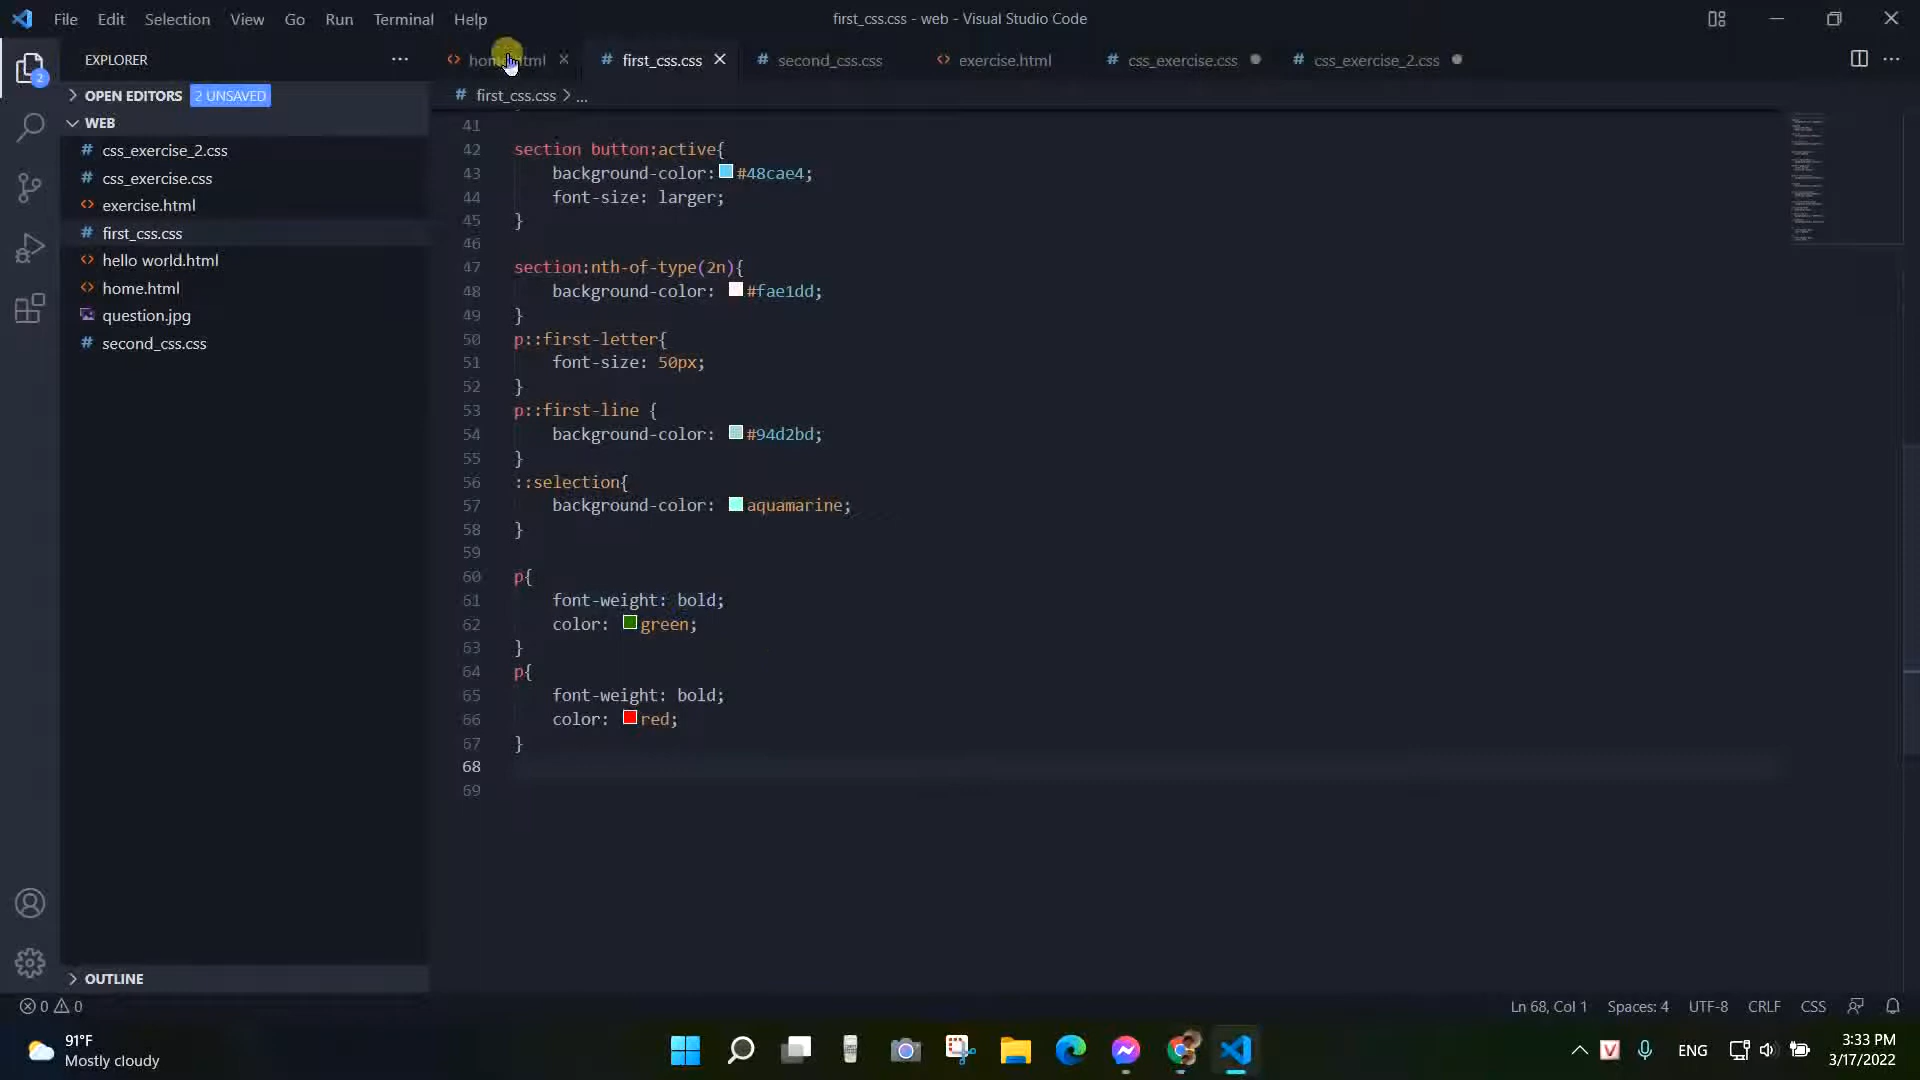 File Edit Selection View Go Run Terminal Help
first_css.css - web - Visual Studio Code
EXPLORER
home.html
first_css.css
second_css.css
exercise.html
css_exercise.css
css_exercise_2.css
OPEN EDITORS 2 UNSAVED
first_css.css > ...
WEB
css_exercise_2.css
css_exercise.css
exercise.html
first_css.css
hello world.html
home.html
question.jpg
second_css.css
41
42 section button:active{
43 background-color: #48cae4;
44 font-size: larger;
45 }
46
47 section:nth-of-type(2n){
48 background-color: #fae1dd;
49 }
50 p::first-letter{
51 font-size: 50px;
52 }
53 p::first-line {
54 background-color: #94d2bd;
55 }
56 ::selection{
57 background-color: aquamarine;
58 }
59
60 p{
61 font-weight: bold;
62 color: green;
63 }
64 p{
65 font-weight: bold;
66 color: red;
67 }
68
69
2
OUTLINE
0 0
Ln 68, Col 1 Spaces: 4 UTF-8 CRLF CSS
91°F
Mostly cloudy
V
ENG
3:33 PM
3/17/2022